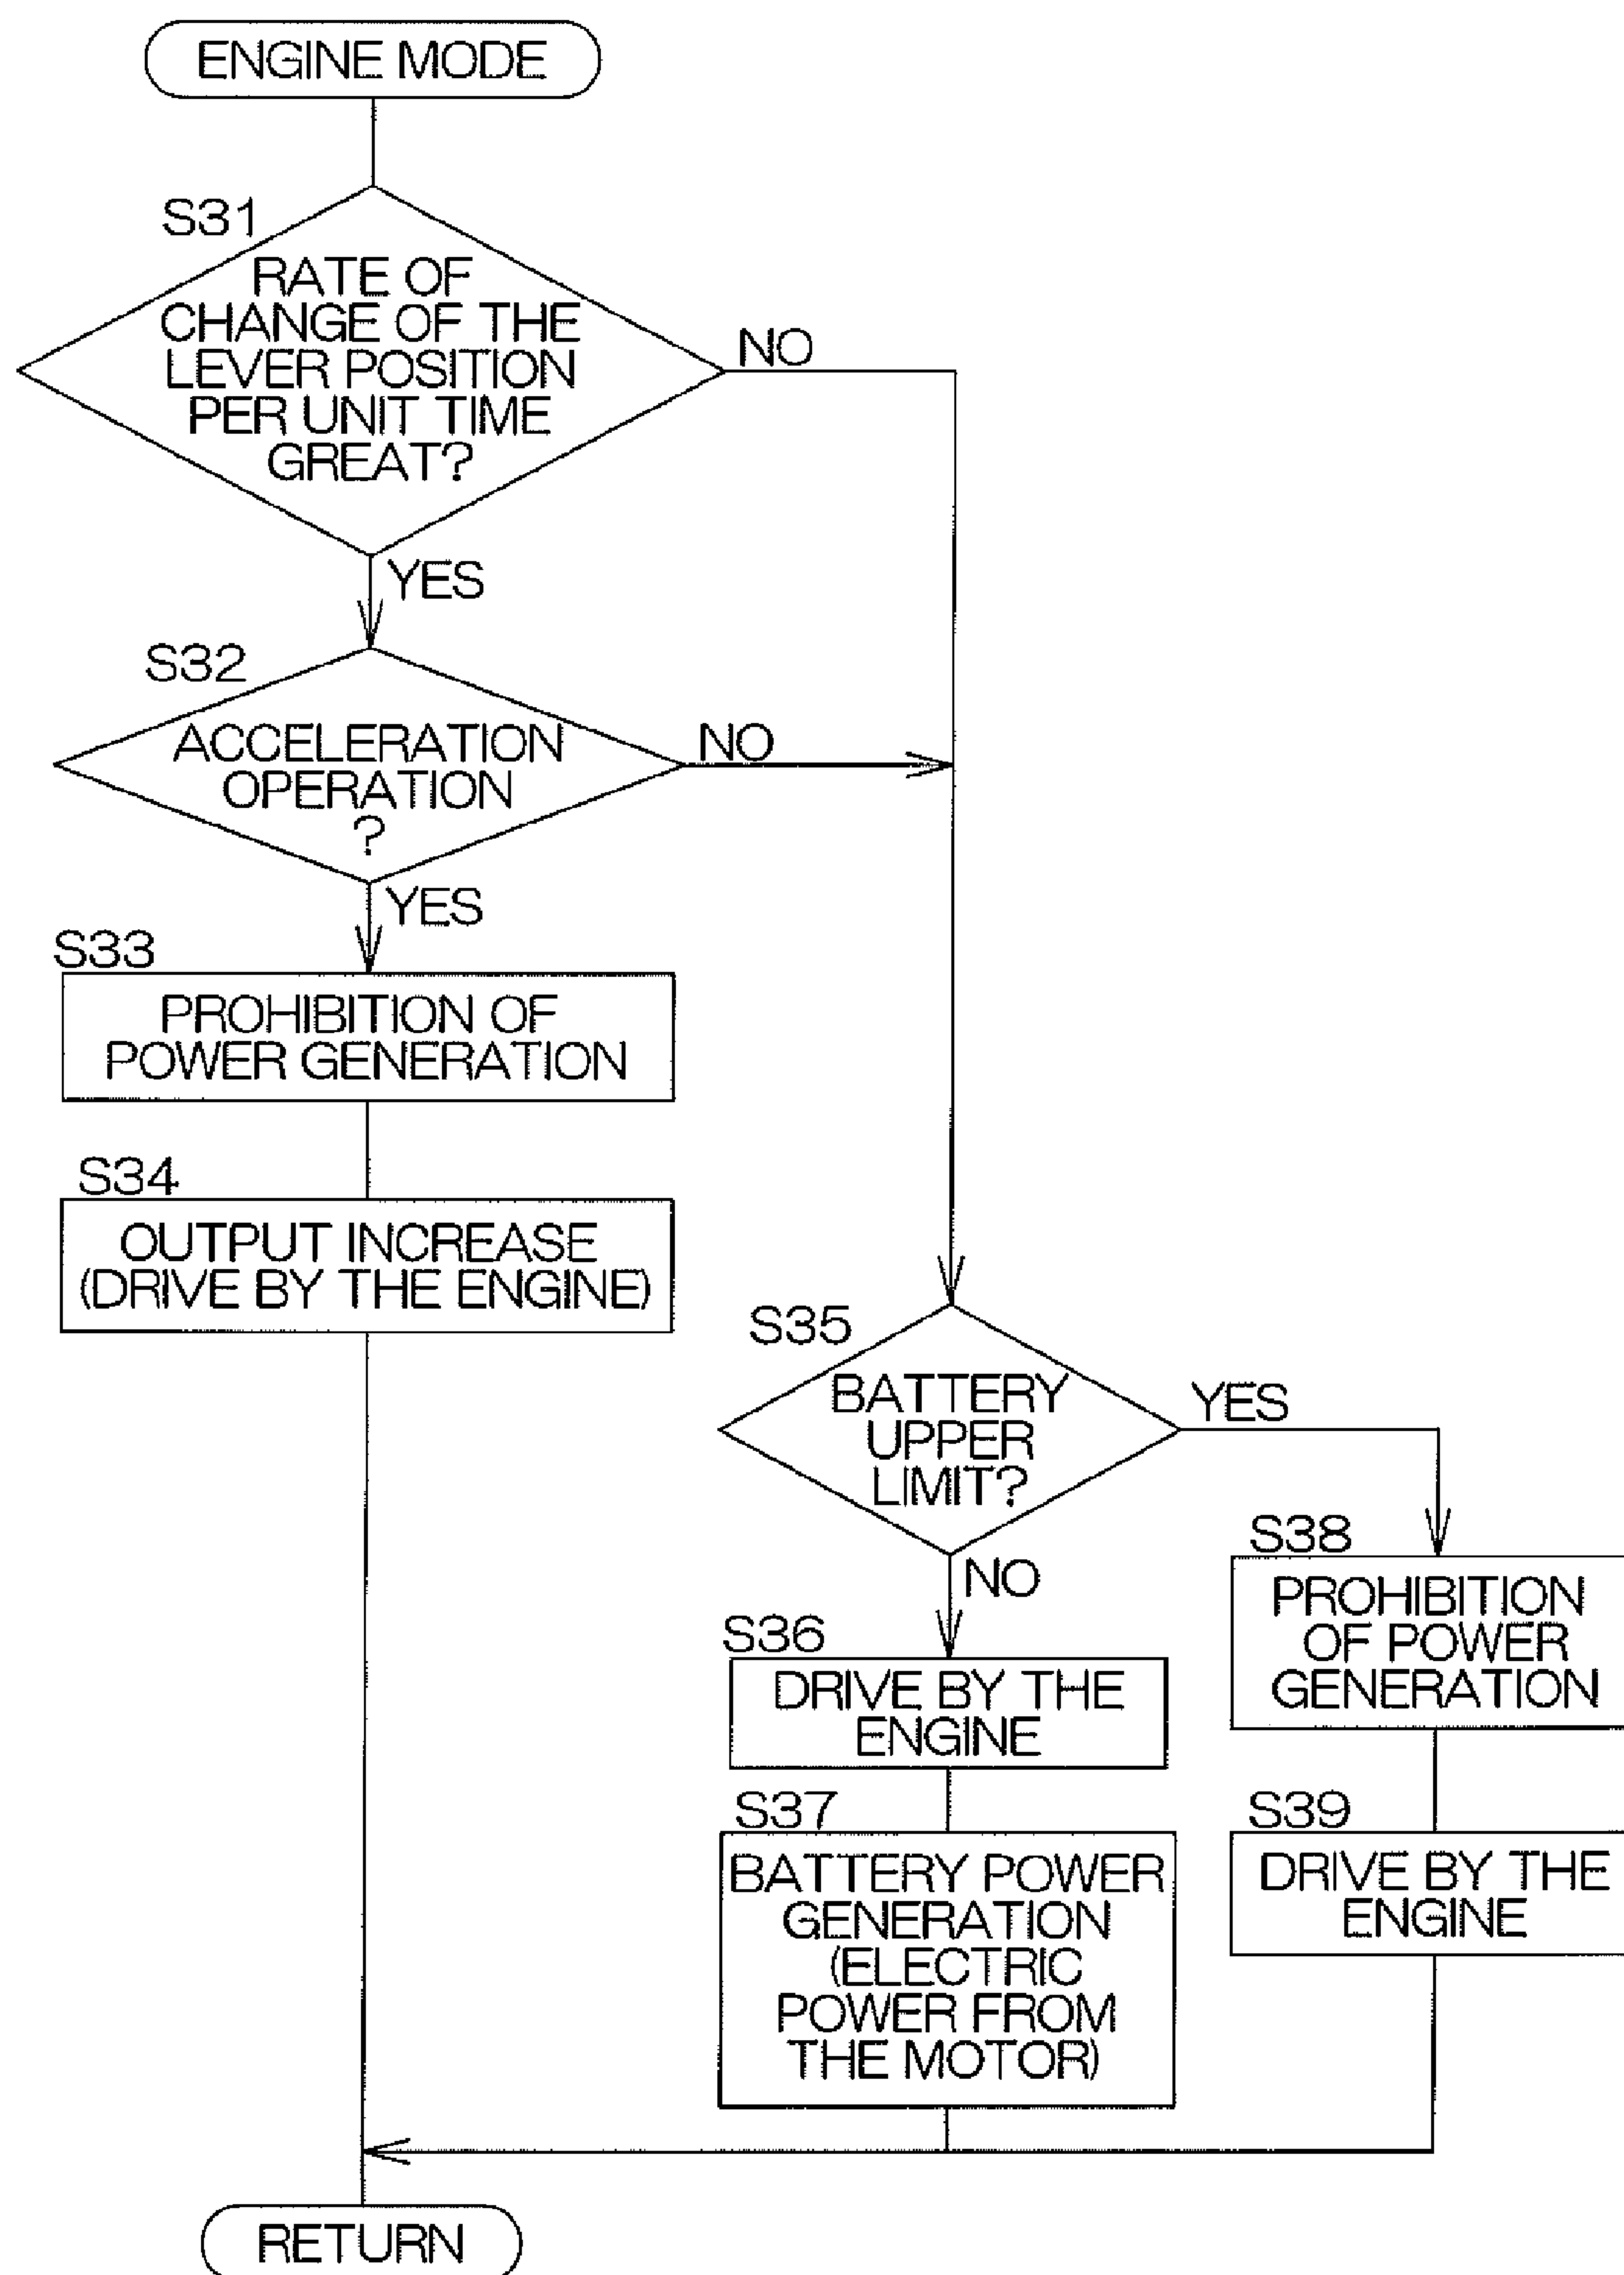 ENGINE MODE
S31
RATE OF
CHANGE OF THE
LEVER POSITION
PER UNIT TIME
GREAT?
NO
YES
S32
ACCELERATION
OPERATION
?
NO
YES
S33
PROHIBITION OF
POWER GENERATION
S34
OUTPUT INCREASE
(DRIVE BY THE ENGINE)
S35
BATTERY
UPPER
LIMIT?
YES
NO
S36
DRIVE BY THE
ENGINE
S37
BATTERY POWER
GENERATION
(ELECTRIC
POWER FROM
THE MOTOR)
S38
PROHIBITION
OF POWER
GENERATION
S39
DRIVE BY THE
ENGINE
RETURN